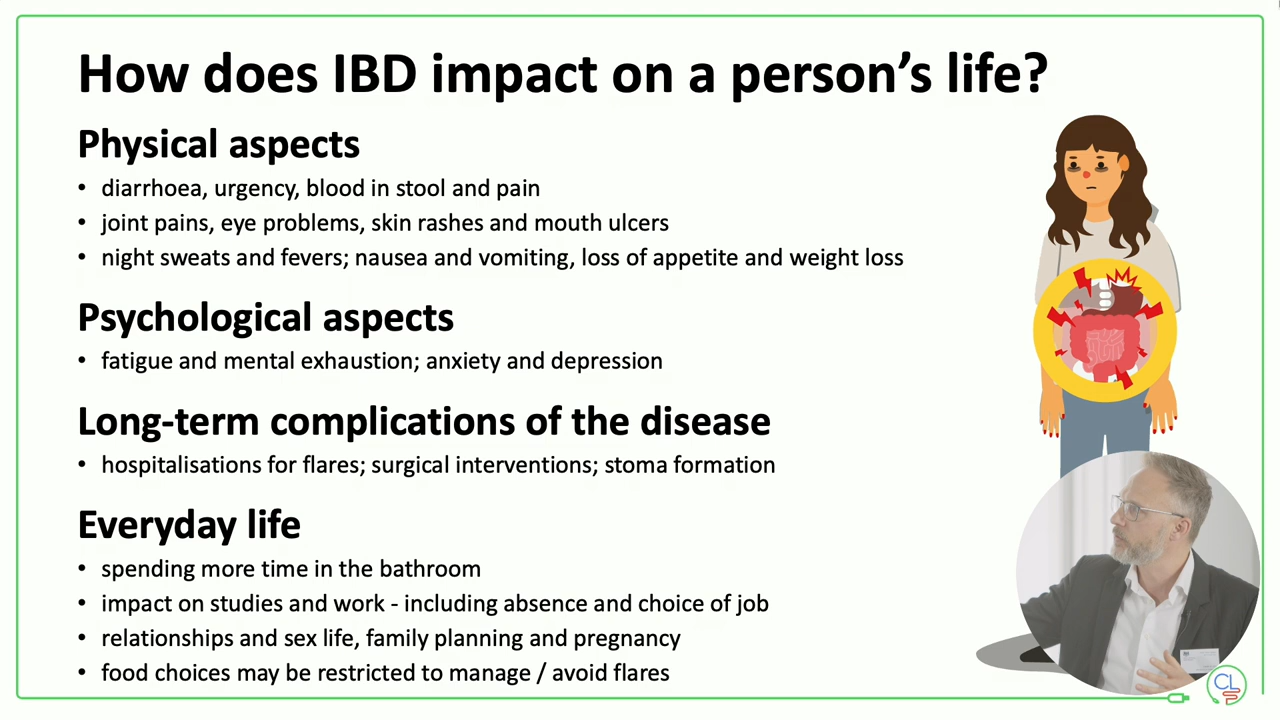 How does IBD impact on a person's life?
Physical aspects
• diarrhoea, urgency, blood in stool and pain
• joint pains, eye problems, skin rashes and mouth ulcers
• night sweats and fevers; nausea and vomiting, loss of appetite and weight loss
Psychological aspects
• fatigue and mental exhaustion; anxiety and depression
Long-term complications of the disease
• hospitalisations for flares; surgical interventions; stoma formation
Everyday life
• spending more time in the bathroom
• impact on studies and work - including absence and choice of job
• relationships and sex life, family planning and pregnancy
• food choices may be restricted to manage / avoid flares
CL